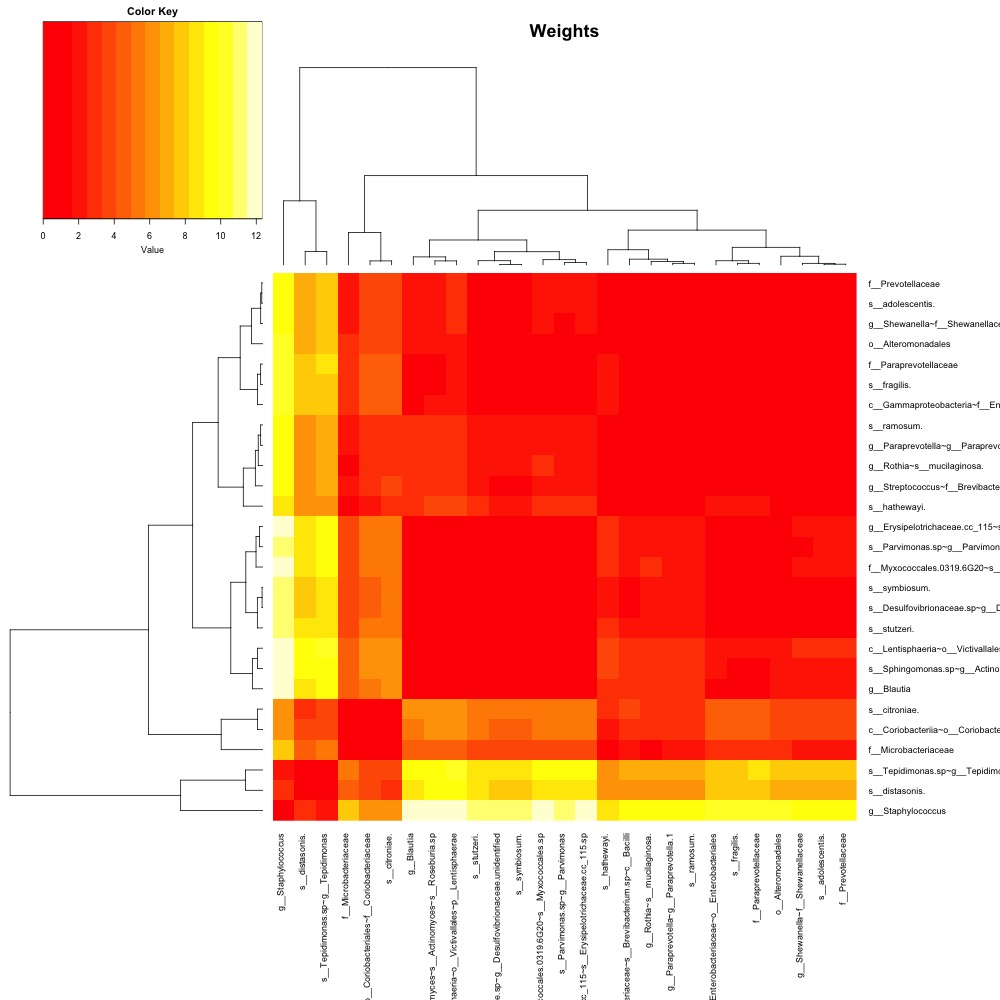 Color Key
Weights
0 2 4 6 8 10 12
Value
f__Prevotellaceae
s__adolescentis.
g__Shewanella~f__Shewanellace
o__Alteromonadales
f__Paraprevotellaceae
s__fragilis.
c__Gammaproteobacteria~f__En
s__ramosum.
g__Paraprevotella~g__Paraprevo
g__Rothia~s__mucilaginosa.
g__Streptococcus~f__Brevibacte
s__hathewayi.
g__Erysipelotrichaceae.cc_115~s
s__Parvimonas.sp~g__Parvimon
f__Myxococcales.0319.6G20~s__
s__symbiosum.
s__Desulfovibrionaceae.sp~g__D
s__stutzeri.
c__Lentisphaeria~o__Victivallales
s__Sphingomonas.sp~g__Actino
g__Blautia
s__citroniae.
c__Coriobacteriia~o__Coriobacte
f__Microbacteriaceae
s__Tepidimonas.sp~g__Tepidimo
s__distasonis.
g__Staphylococcus
g__Staphylococcus
s__distasonis.
s__Tepidimonas.sp~g__Tepidimonas
f__Microbacteriaceae
o__Coriobacteriales~f__Coriobacteriaceae
s__citroniae.
g__Blautia
myces~s__Actinomyces~s__Roseburia.sp
haeria~o__Victivallales~p__Lentisphaerae
s__stutzeri.
e.sp~g__Desulfovibrionaceae.unidentified
s__symbiosum.
coccales.0319.6G20~s__Myxococcales.sp
s__Parvimonas.sp~g__Parvimonas
cc_115~s__Erysipelotrichaceae.cc_115.sp
s__hathewayi.
eriaceae~s__Brevibacterium.sp~c__Bacilli
g__Rothia~s__mucilaginosa.
g__Paraprevotella~g__Paraprevotella.1
s__ramosum.
Enterobacteriaceae~o__Enterobacteriales
s__fragilis.
f__Paraprevotellaceae
o__Alteromonadales
g__Shewanella~f__Shewanellaceae
s__adolescentis.
f__Prevotellaceae